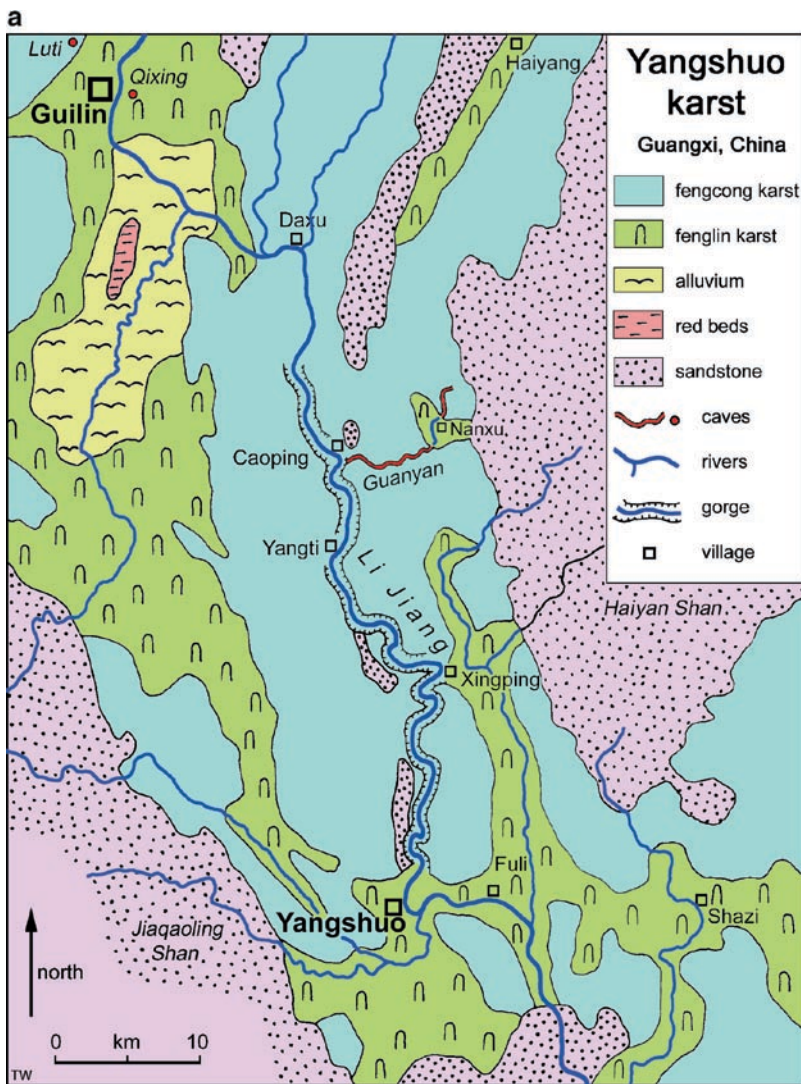 a
Luti
Qixing
Guilin
Haiyang
Daxu
Caoping
Nanxu
Guanyan
Yangti
Li Jiang
Haiyan Shan
Xingping
Fuli
Yangshuo
Shazi
Jiaqaoling
Shan
north
0 km 10
TW
Yangshuo
karst
Guangxi, China
fengcong karst
fenglin karst
alluvium
red beds
sandstone
caves
rivers
gorge
village